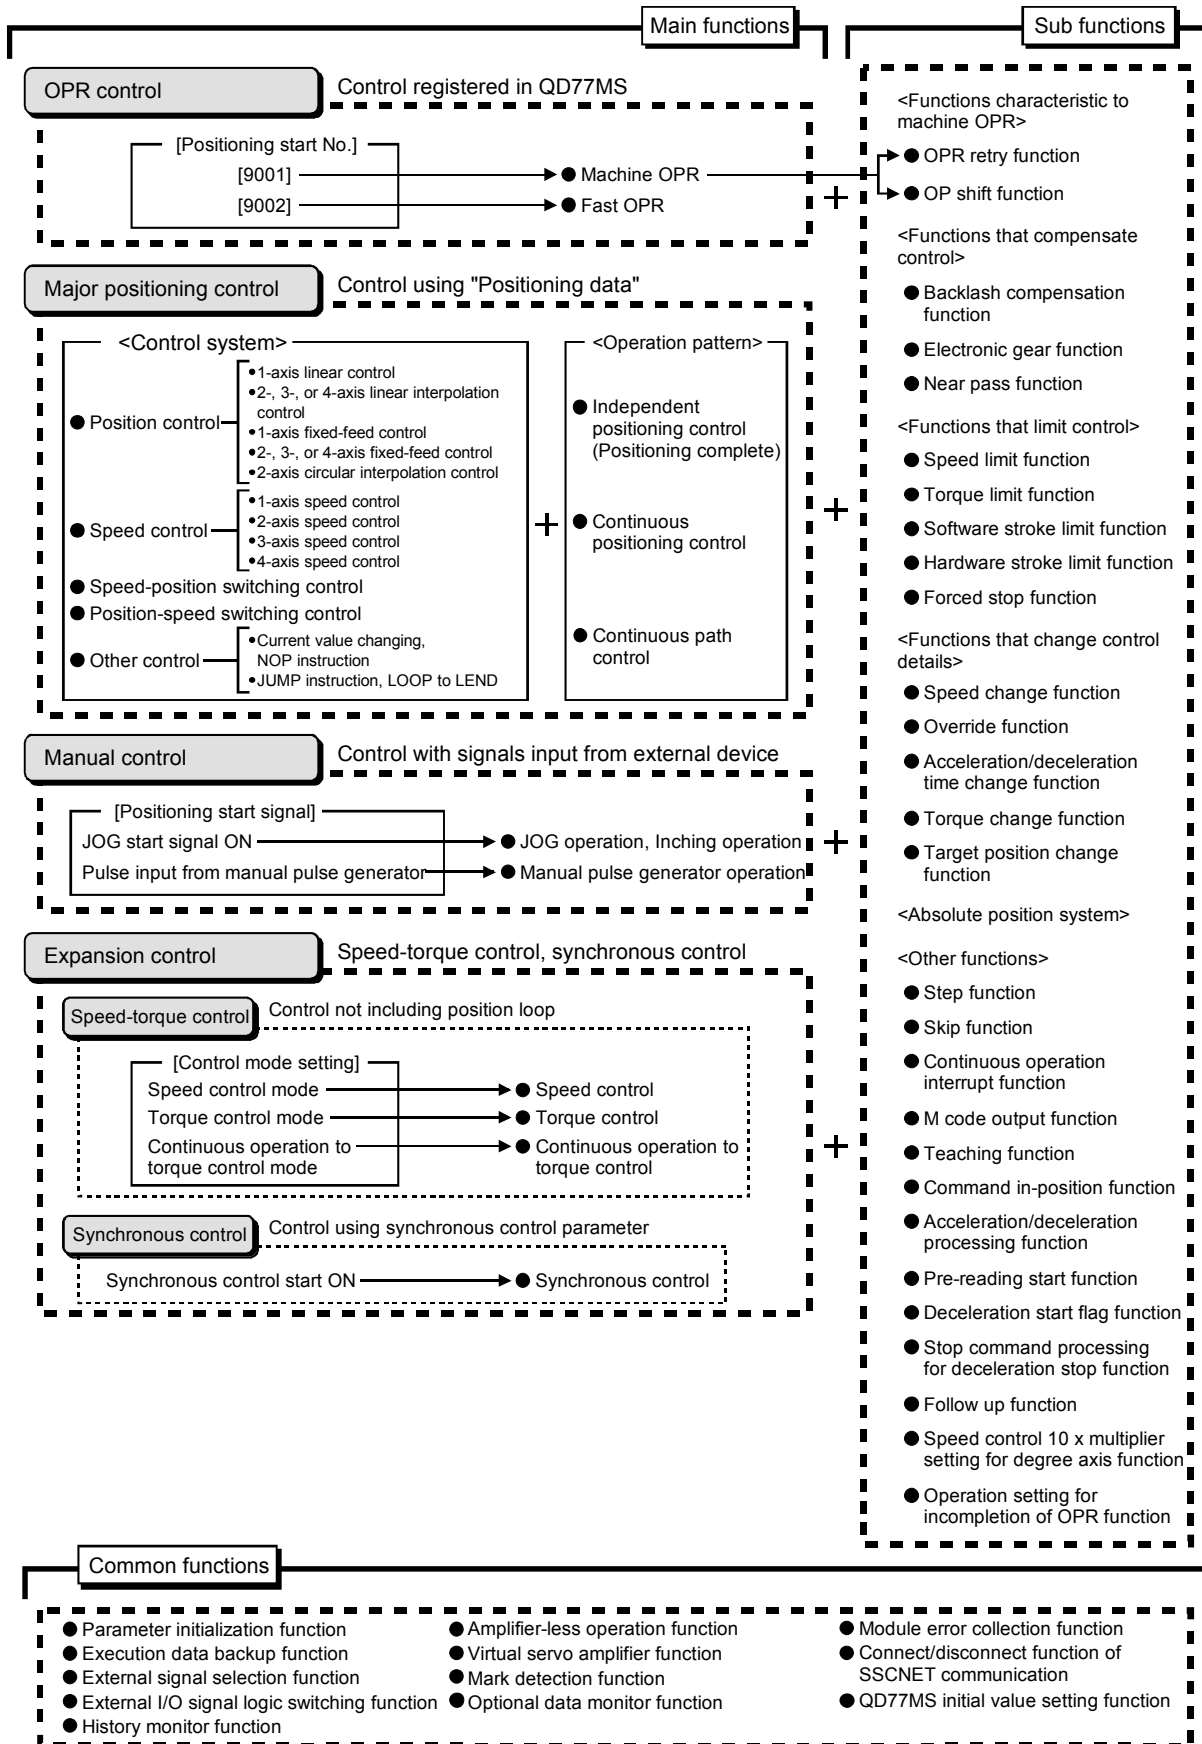 Main functions
Sub functions
OPR control
Control registered in QD77MS
[Positioning start No.]
[9001]
Machine OPR
[9002]
Fast OPR
Major positioning control
Control using "Positioning data"
<Control system>
Position control
1-axis linear control
2-, 3-, or 4-axis linear interpolation
control
1-axis fixed-feed control
2-, 3-, or 4-axis fixed-feed control
2-axis circular interpolation control
Speed control
1-axis speed control
2-axis speed control
3-axis speed control
4-axis speed control
Speed-position switching control
Position-speed switching control
Other control
Current value changing,
NOP instruction
JUMP instruction, LOOP to LEND
+
<Operation pattern>
Independent
positioning control
(Positioning complete)
Continuous
positioning control
Continuous path
control
Manual control
Control with signals input from external device
[Positioning start signal]
JOG start signal ON
JOG operation, Inching operation
Pulse input from manual pulse generator
Manual pulse generator operation
Expansion control
Speed-torque control, synchronous control
Speed-torque control
Control not including position loop
[Control mode setting]
Speed control mode
Speed control
Torque control mode
Torque control
Continuous operation to
torque control mode
Continuous operation to
torque control
Synchronous control
Control using synchronous control parameter
Synchronous control start ON
Synchronous control
+
+
+
+
<Functions characteristic to
machine OPR>
OPR retry function
OP shift function
<Functions that compensate
control>
Backlash compensation
function
Electronic gear function
Near pass function
<Functions that limit control>
Speed limit function
Torque limit function
Software stroke limit function
Hardware stroke limit function
Forced stop function
<Functions that change control
details>
Speed change function
Override function
Acceleration/deceleration
time change function
Torque change function
Target position change
function
<Absolute position system>
<Other functions>
Step function
Skip function
Continuous operation
interrupt function
M code output function
Teaching function
Command in-position function
Acceleration/deceleration
processing function
Pre-reading start function
Deceleration start flag function
Stop command processing
for deceleration stop function
Follow up function
Speed control 10 x multiplier
setting for degree axis function
Operation setting for
incompletion of OPR function
Common functions
Parameter initialization function
Execution data backup function
External signal selection function
External I/O signal logic switching function
History monitor function
Amplifier-less operation function
Virtual servo amplifier function
Mark detection function
Optional data monitor function
Module error collection function
Connect/disconnect function of
SSCNET communication
QD77MS initial value setting function